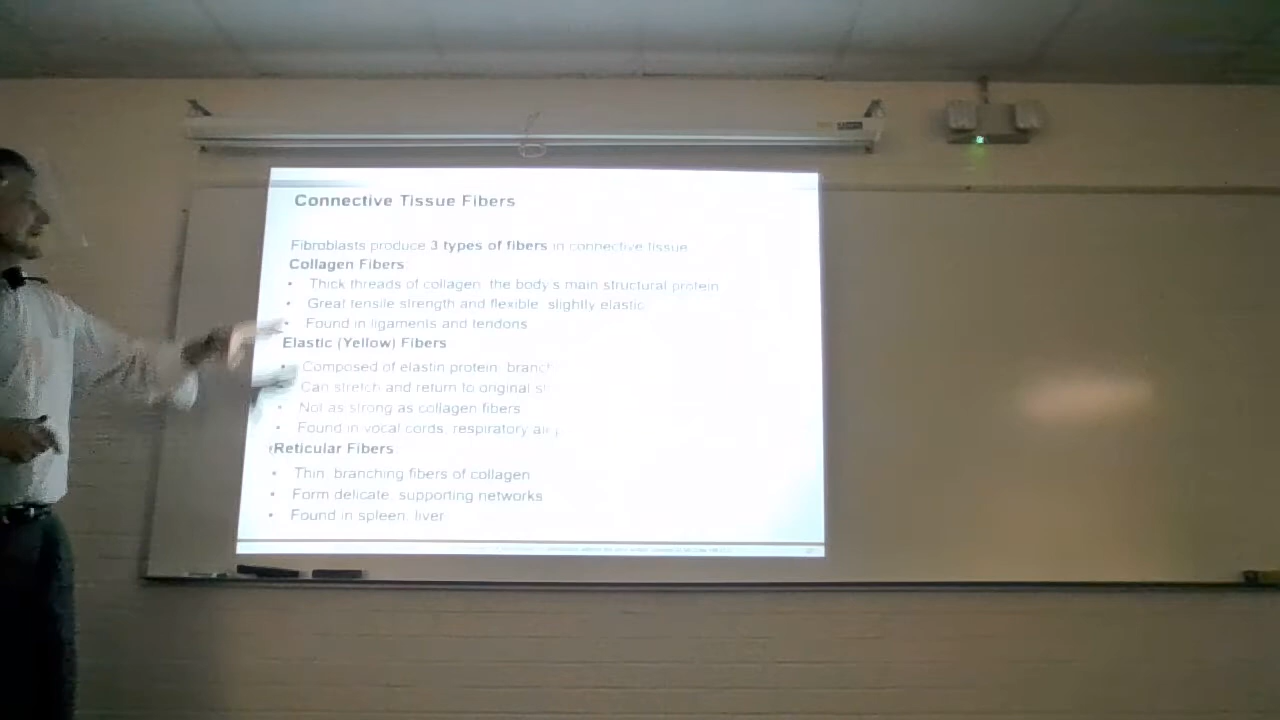 Connective Tissue Fibers
Fibroblasts produce 3 types of fibers in connective tissue
Collagen Fibers
• Thick threads of collagen, the body's main structural protein
• Great tensile strength and flexible, slightly elastic
• Found in ligaments and tendons
Elastic (Yellow) Fibers
• Composed of elastin protein, branch
• Can stretch and return to original s
• Not as strong as collagen fibers
• Found in vocal cords, respiratory air
Reticular Fibers
• Thin, branching fibers of collagen
• Form delicate, supporting networks
• Found in spleen, liver